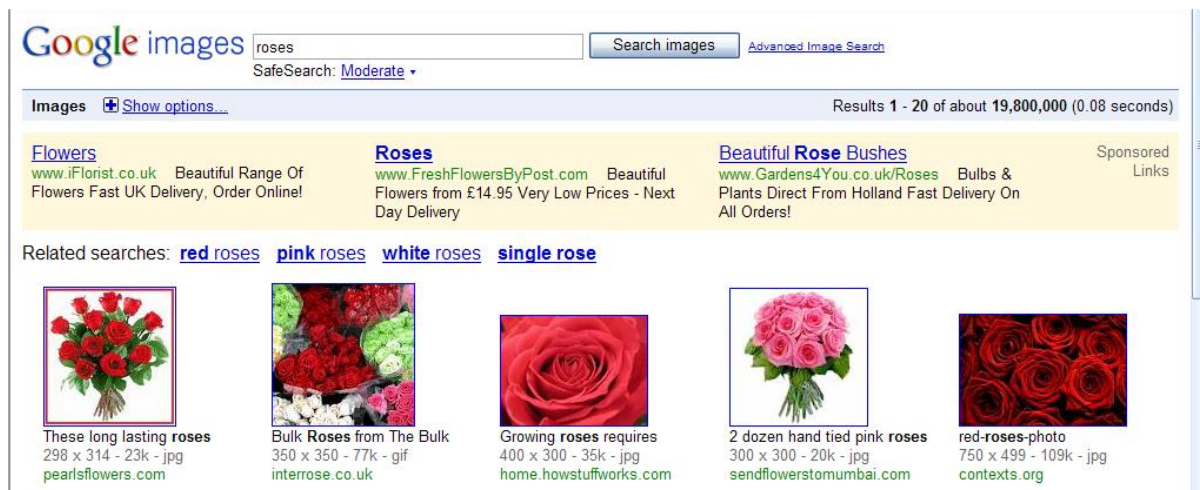 Google images roses Search images Advanced Image Search
SafeSearch: Moderate
Images Show options... Results 1 - 20 of about 19,800,000 (0.08 seconds)
Flowers
www.iFlorist.co.uk Beautiful Range Of
Flowers Fast UK Delivery, Order Online!
Roses
www.FreshFlowersByPost.com Beautiful
Flowers from £14.95 Very Low Prices - Next
Day Delivery
Beautiful Rose Bushes
www.Gardens4You.co.uk/Roses Bulbs &
Plants Direct From Holland Fast Delivery On
All Orders!
Sponsored
Links
Related searches: red roses pink roses white roses single rose
These long lasting roses
298 x 314 - 23k - jpg
pearlsflowers.com
Bulk Roses from The Bulk
350 x 350 - 77k - gif
interrose.co.uk
Growing roses requires
400 x 300 - 35k - jpg
home.howstuffworks.com
2 dozen hand tied pink roses
300 x 300 - 20k - jpg
sendflowerstomumbai.com
red-roses-photo
750 x 499 - 109k - jpg
contexts.org